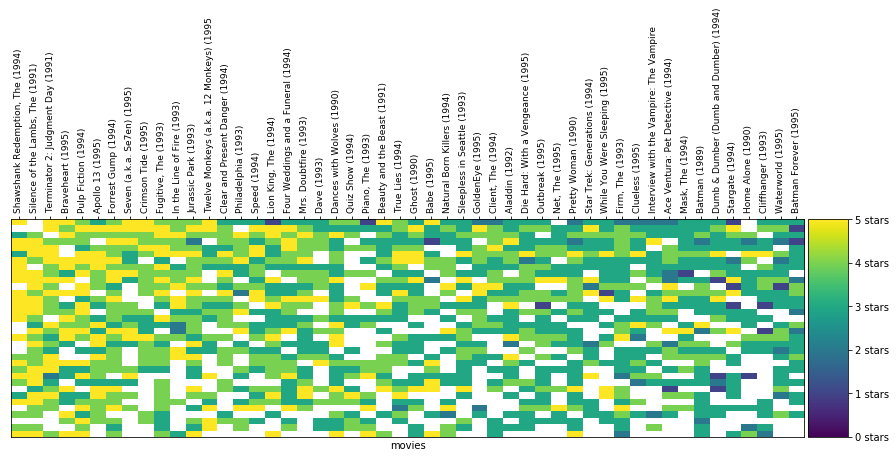 Shawshank Redemption, The (1994)
Silence of the Lambs, The (1991)
Terminator 2: Judgment Day (1991)
Braveheart (1995)
Pulp Fiction (1994)
Apollo 13 (1995)
Forrest Gump (1994)
Seven (a.k.a. Se7en) (1995)
Crimson Tide (1995)
Fugitive, The (1993)
In the Line of Fire (1993)
Jurassic Park (1993)
Twelve Monkeys (a.k.a. 12 Monkeys) (1995
Clear and Present Danger (1994)
Philadelphia (1993)
Speed (1994)
Lion King, The (1994)
Four Weddings and a Funeral (1994)
Mrs. Doubtfire (1993)
Dave (1993)
Dances with Wolves (1990)
Quiz Show (1994)
Piano, The (1993)
Beauty and the Beast (1991)
True Lies (1994)
Ghost (1990)
Babe (1995)
Natural Born Killers (1994)
Sleepless in Seattle (1993)
GoldenEye (1995)
Client, The (1994)
Aladdin (1992)
Die Hard: With a Vengeance (1995)
Outbreak (1995)
Net, The (1995)
Pretty Woman (1990)
Star Trek: Generations (1994)
While You Were Sleeping (1995)
Firm, The (1993)
Clueless (1995)
Interview with the Vampire: The Vampire
Ace Ventura: Pet Detective (1994)
Mask, The (1994)
Batman (1989)
Dumb & Dumber (Dumb and Dumber) (1994)
Stargate (1994)
Home Alone (1990)
Cliffhanger (1993)
Waterworld (1995)
Batman Forever (1995)
5 stars
4 stars
3 stars
2 stars
1 stars
0 stars
movies